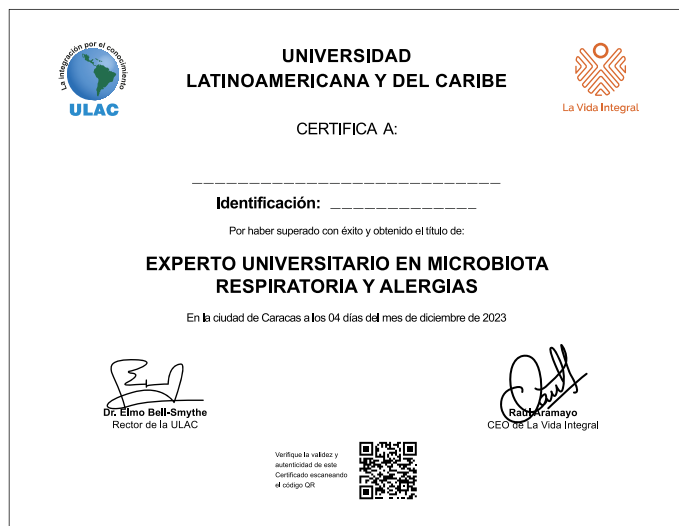 La integración por el conocimiento
ULAC
UNIVERSIDAD
LATINOAMERICANA Y DEL CARIBE
La Vida Integral
CERTIFICA A:
____________________________
Identificación: _____________
Por haber superado con éxito y obtenido el título de:
EXPERTO UNIVERSITARIO EN MICROBIOTA
RESPIRATORIA Y ALERGIAS
En la ciudad de Caracas a los 04 días del mes de diciembre de 2023
Dr. Elmo Bell-Smythe
Rector de la ULAC
Raúl Aramayo
CEO de La Vida Integral
Verifique la validez y
autenticidad de este
Certificado escaneando
el código QR